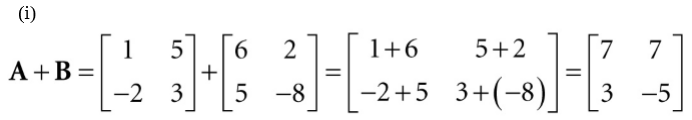 (i)
A + B = [1 5; -2 3] + [6 2; 5 -8] = [1+6 5+2; -2+5 3+(-8)] = [7 7; 3 -5]